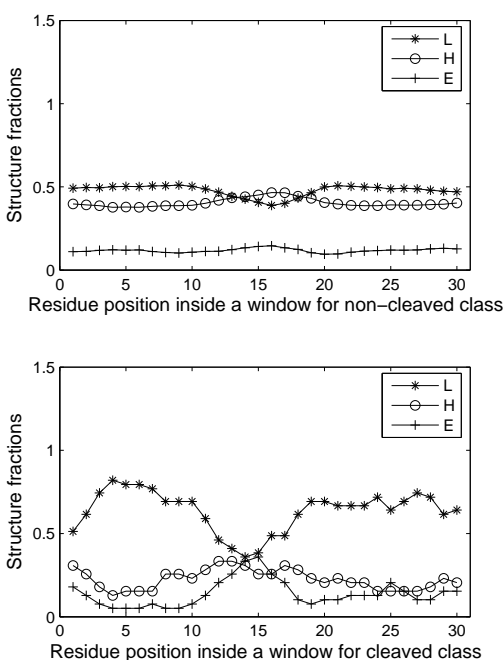 1.5
L
H
E
Structure fractions
1
0.5
0
0 5 10 15 20 25 30
Residue position inside a window for non−cleaved class
1.5
L
H
E
Structure fractions
1
0.5
0
0 5 10 15 20 25 30
Residue position inside a window for cleaved class